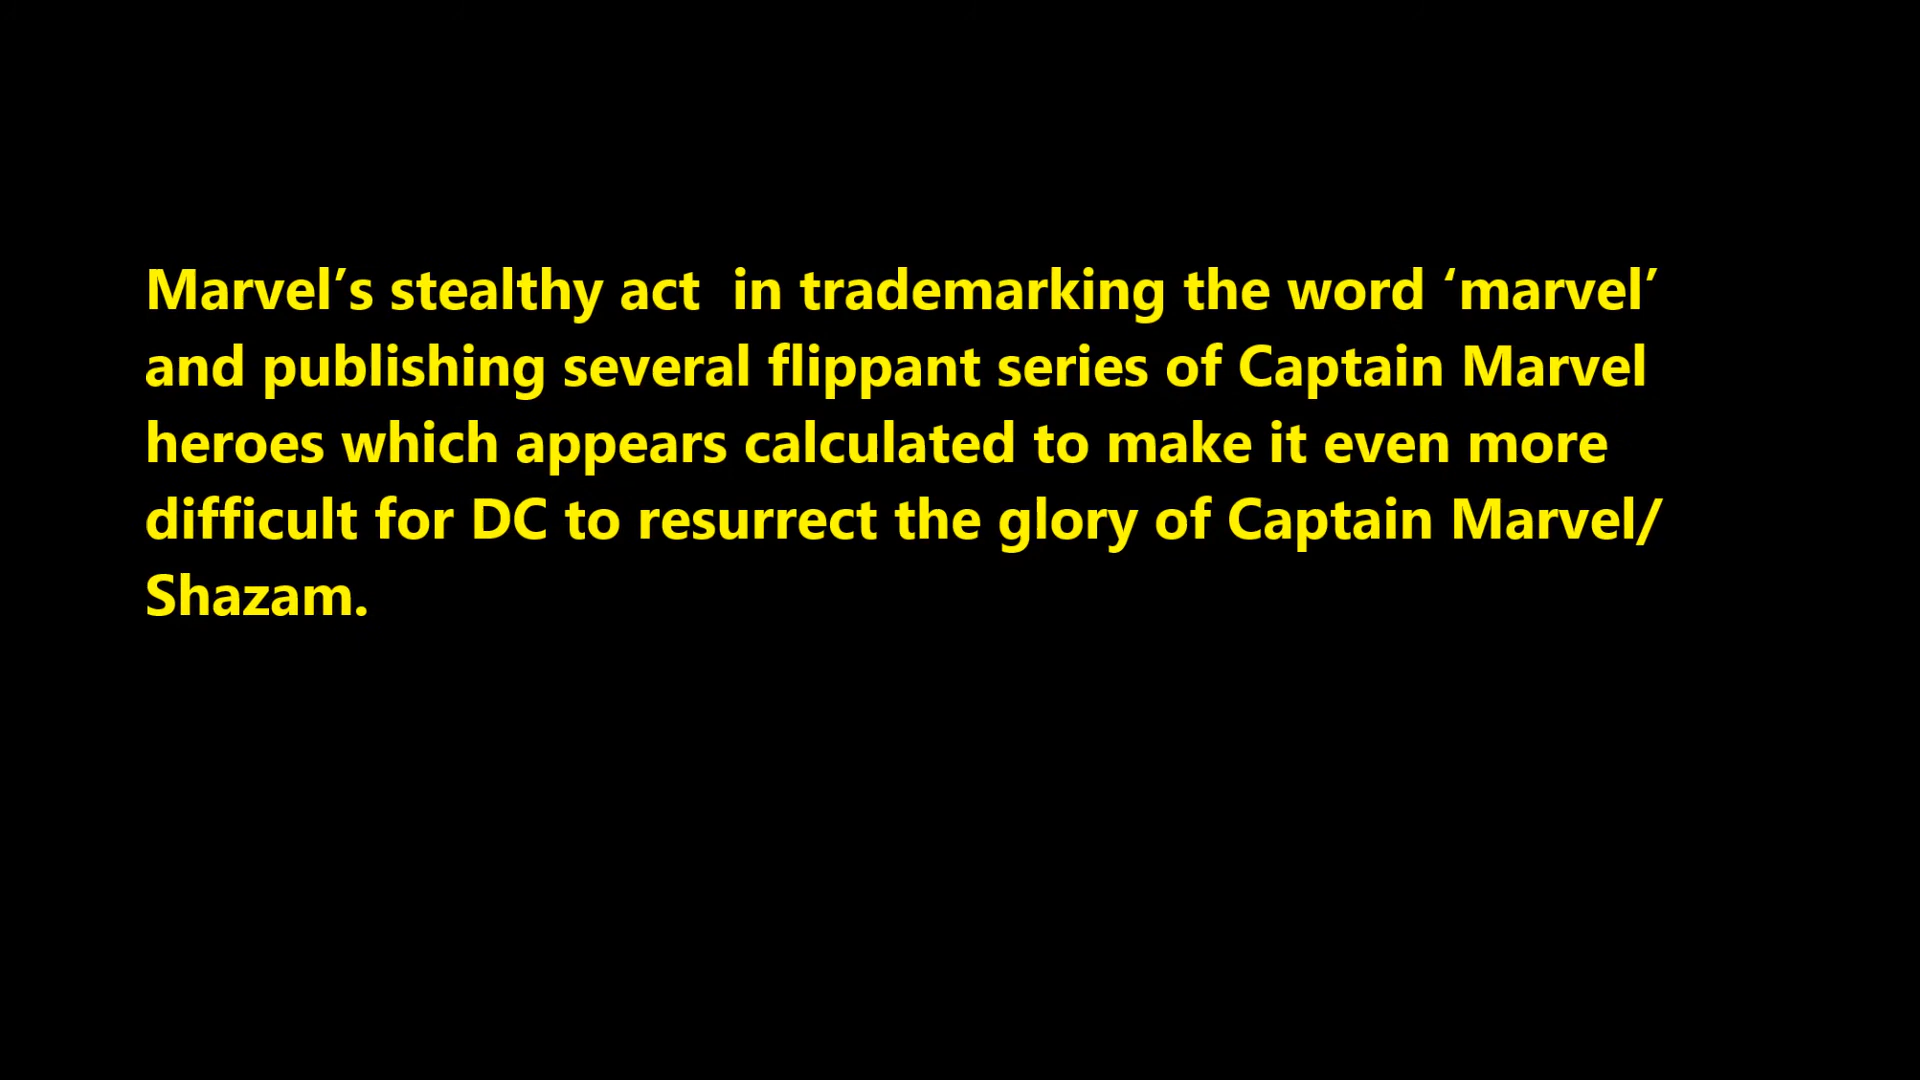 Marvel’s stealthy act  in trademarking the word ‘marvel’
and publishing several flippant series of Captain Marvel
heroes which appears calculated to make it even more
difficult for DC to resurrect the glory of Captain Marvel/
Shazam.